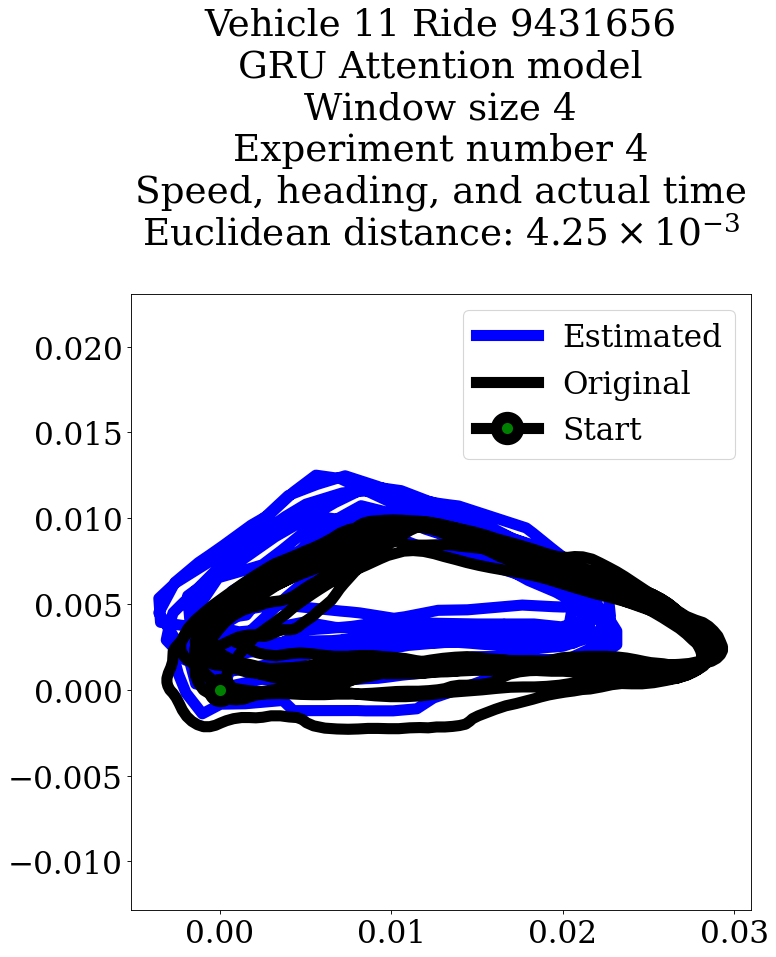 Vehicle 11 Ride 9431656
GRU Attention model
Window size 4
Experiment number 4
Speed, heading, and actual time
Euclidean distance: 4.25 × 10⁻³
Estimated
Original
Start
0.020
0.015
0.010
0.005
0.000
−0.005
−0.010
0.00 0.01 0.02 0.03